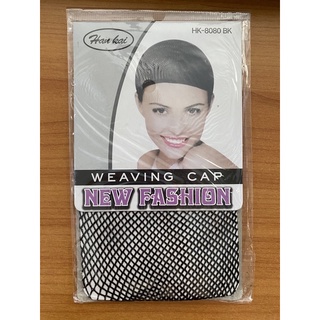 Han kai
HK-8080 BK
WEAVING CAP
NEW FASHION